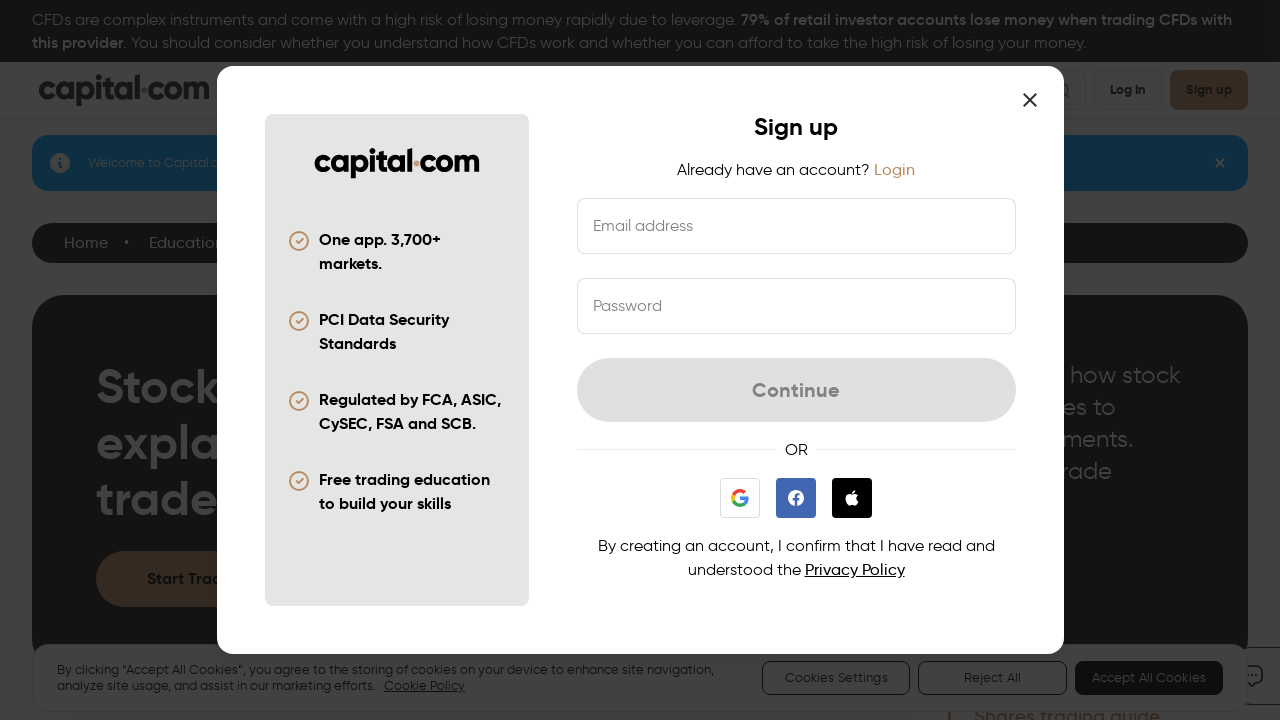 CFDs are complex instruments and come with a high risk of losing money rapidly due to leverage. 79% of retail investor accounts lose money when trading CFDs with
this provider. You should consider whether you understand how CFDs work and whether you can afford to take the high risk of losing your money.
capital.com
Log In
Sign up
Welcome to Capital.c
Home • Education
Stock
expla
trade
how stock
es to
ments.
rade
Start Trad
capital.com
One app. 3,700+
markets.
PCI Data Security
Standards
Regulated by FCA, ASIC,
CySEC, FSA and SCB.
Free trading education
to build your skills
Sign up
Already have an account? Login
Email address
Password
Continue
OR
By creating an account, I confirm that I have read and
understood the Privacy Policy
By clicking “Accept All Cookies”, you agree to the storing of cookies on your device to enhance site navigation,
analyze site usage, and assist in our marketing efforts. Cookie Policy
Cookies Settings
Reject All
Accept All Cookies
Shares trading guide